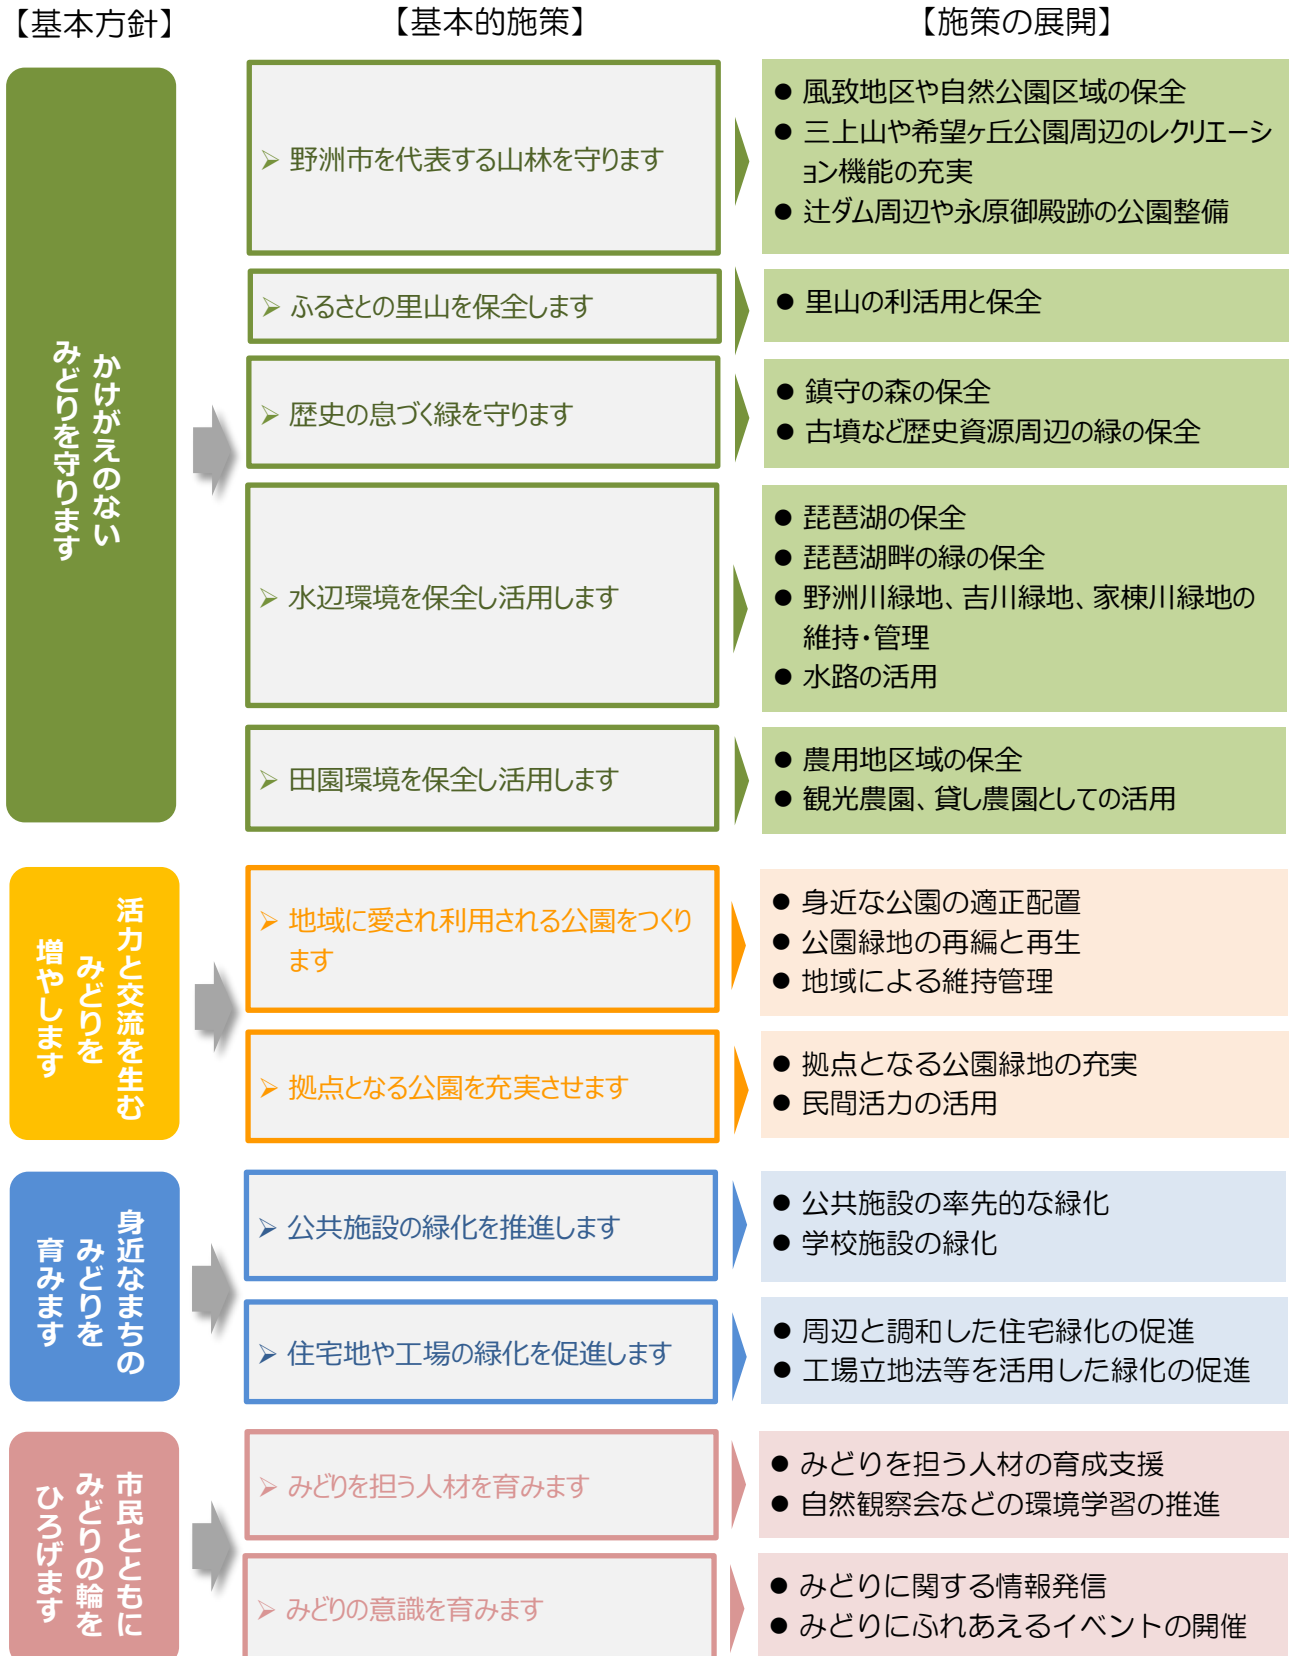 【基本方針】
【基本的施策】
【施策の展開】
かけがえのない
みどりを守ります
➢ 野洲市を代表する山林を守ります
● 風致地区や自然公園区域の保全
● 三上山や希望ヶ丘公園周辺のレクリエーシ
ョン機能の充実
● 辻ダム周辺や永原御殿跡の公園整備
➢ ふるさとの里山を保全します
● 里山の利活用と保全
➢ 歴史の息づく緑を守ります
● 鎮守の森の保全
● 古墳など歴史資源周辺の緑の保全
➢ 水辺環境を保全し活用します
● 琵琶湖の保全
● 琵琶湖畔の緑の保全
● 野洲川緑地、吉川緑地、家棟川緑地の
維持・管理
● 水路の活用
➢ 田園環境を保全し活用します
● 農用地区域の保全
● 観光農園、貸し農園としての活用
活力と交流を生む
みどりを
増やします
➢ 地域に愛され利用される公園をつくり
ます
● 身近な公園の適正配置
● 公園緑地の再編と再生
● 地域による維持管理
➢ 拠点となる公園を充実させます
● 拠点となる公園緑地の充実
● 民間活力の活用
身近なまちの
みどりを
育みます
➢ 公共施設の緑化を推進します
● 公共施設の率先的な緑化
● 学校施設の緑化
➢ 住宅地や工場の緑化を促進します
● 周辺と調和した住宅緑化の促進
● 工場立地法等を活用した緑化の促進
市民とともに
みどりの輪を
ひろげます
➢ みどりを担う人材を育みます
● みどりを担う人材の育成支援
● 自然観察会などの環境学習の推進
➢ みどりの意識を育みます
● みどりに関する情報発信
● みどりにふれあえるイベントの開催